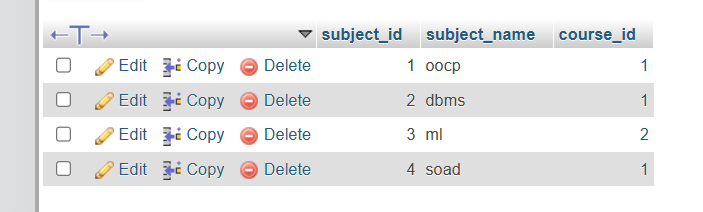 subject_id subject_name course_id
Edit Copy Delete 1 oocp 1
Edit Copy Delete 2 dbms 1
Edit Copy Delete 3 ml 2
Edit Copy Delete 4 soad 1